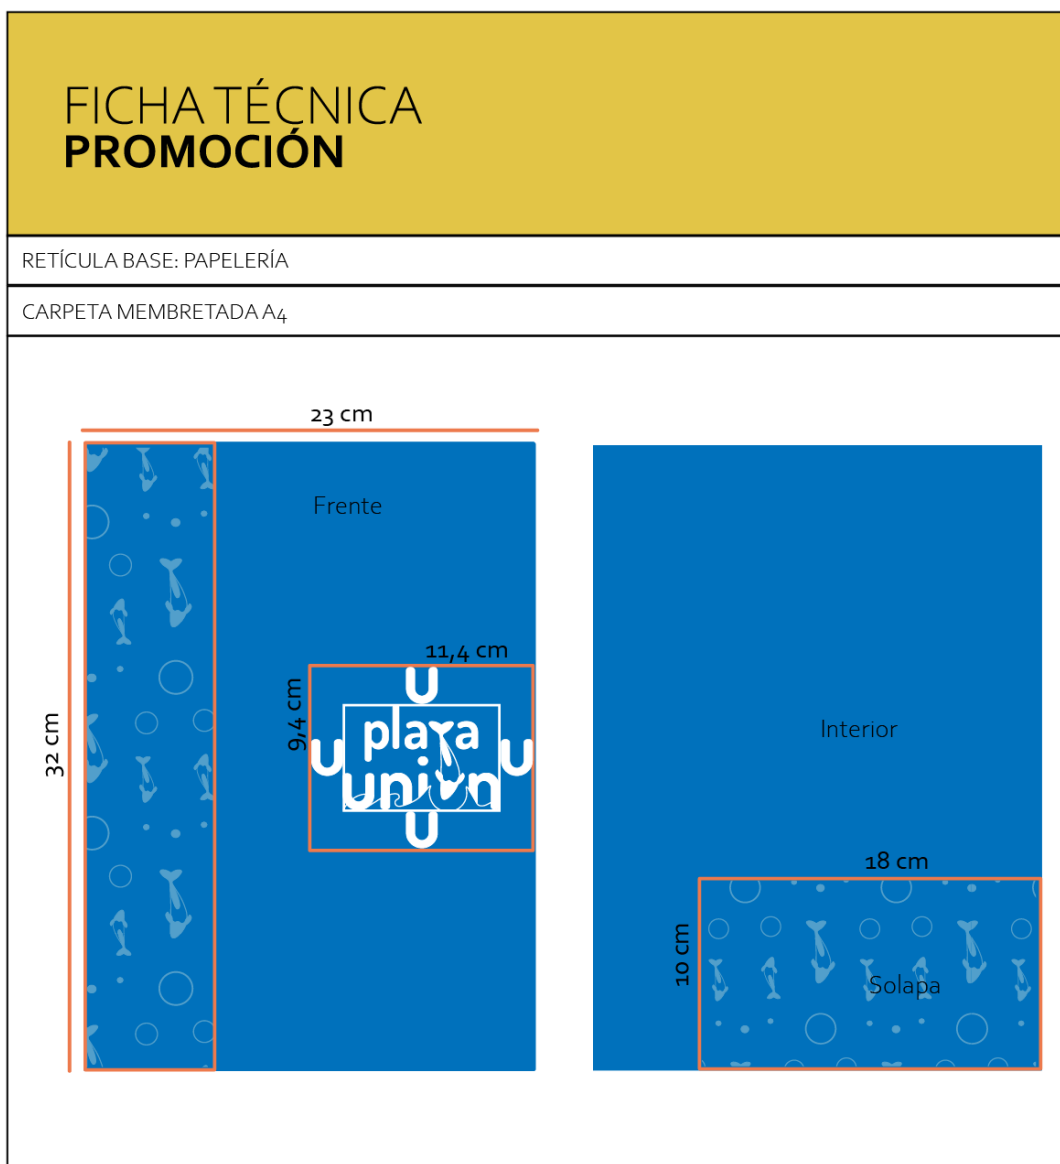 FICHA TÉCNICA
PROMOCIÓN
RETÍCULA BASE: PAPELERÍA
CARPETA MEMBRETADA A4
23 cm
Frente
11,4 cm
9,4 cm
32 cm
U
playa
U
U
unión
U
Interior
18 cm
10 cm
Solapa